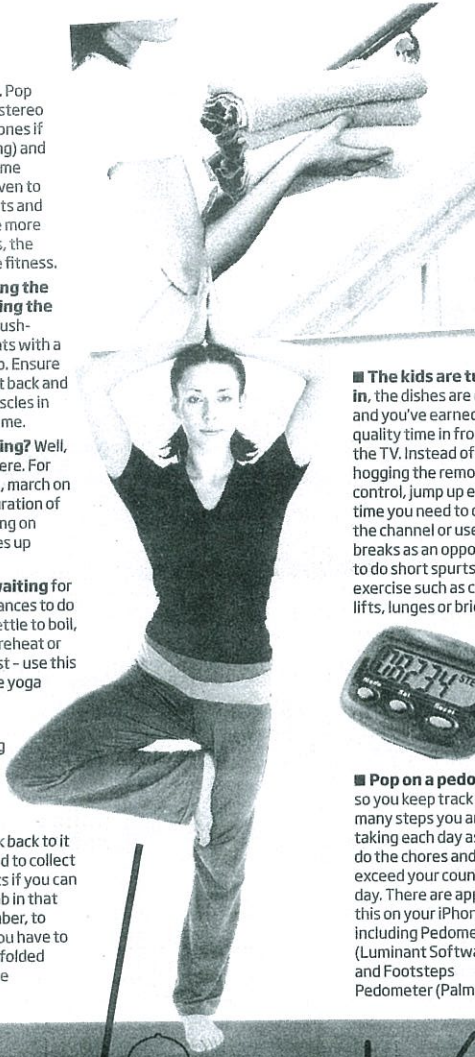 . Pop
stereo
ones if
ng) and
me
ven to
ts and
e more
s, the
e fitness.
ng the
ing the
ush-
ats with a
o. Ensure
t back and
scles in
me.
ing? Well,
ere. For
, march on
uration of
ng on
es up
waiting for
ances to do
ettle to boil,
reheat or
st – use this
e yoga
g
k back to it
d to collect
ts if you can
b in that
ber, to
ou have to
folded
e
■ The kids are tu
in, the dishes are
and you've earned
quality time in fro
the TV. Instead of
hogging the remo
control, jump up e
time you need to c
the channel or use
breaks as an oppo
to do short spurts
exercise such as c
lifts, lunges or brid
■ Pop on a pedo
so you keep track
many steps you ar
taking each day as
do the chores and
exceed your coun
day. There are app
this on your iPhon
including Pedome
(Luminant Softwa
and Footsteps
Pedometer (Palm